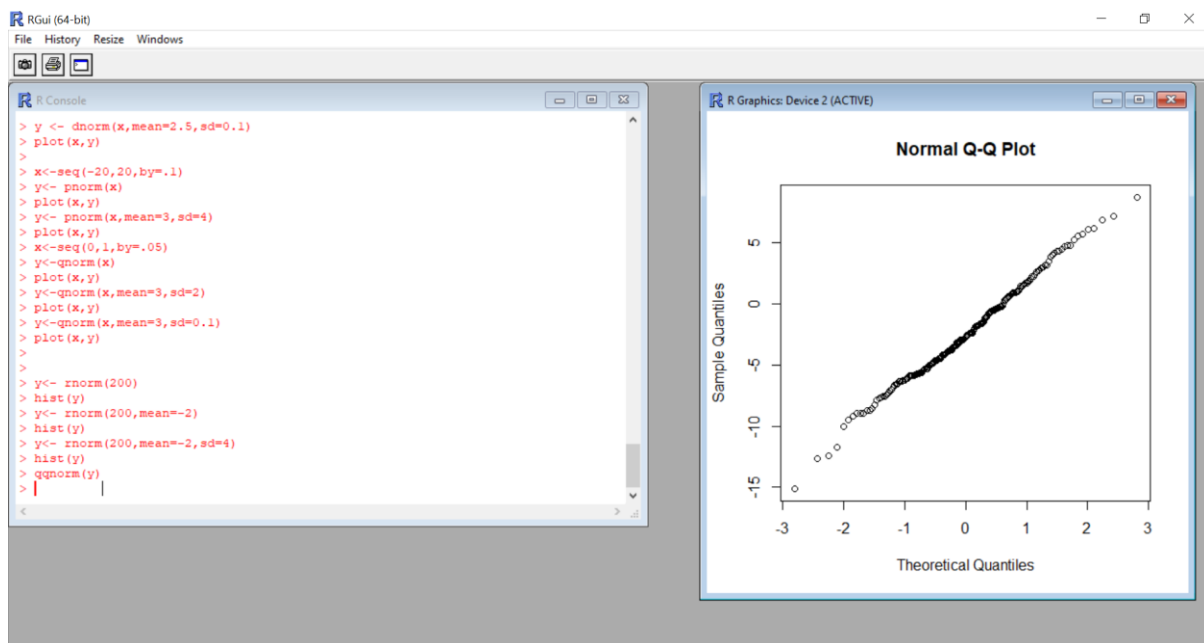 RGui (64-bit)
File History Resize Windows
R Console
> y <- dnorm(x,mean=2.5,sd=0.1)
> plot(x,y)
>
> x<-seq(-20,20,by=.1)
> y<- pnorm(x)
> plot(x,y)
> y<- pnorm(x,mean=3,sd=4)
> plot(x,y)
> x<-seq(0,1,by=.05)
> y<-qnorm(x)
> plot(x,y)
> y<-qnorm(x,mean=3,sd=2)
> plot(x,y)
> y<-qnorm(x,mean=3,sd=0.1)
> plot(x,y)
>
>
> y<- rnorm(200)
> hist(y)
> y<- rnorm(200,mean=-2)
> hist(y)
> y<- rnorm(200,mean=-2,sd=4)
> hist(y)
> qqnorm(y)
>
R Graphics: Device 2 (ACTIVE)
Normal Q-Q Plot
Sample Quantiles
5
0
-5
-10
-15
-3 -2 -1 0 1 2 3
Theoretical Quantiles